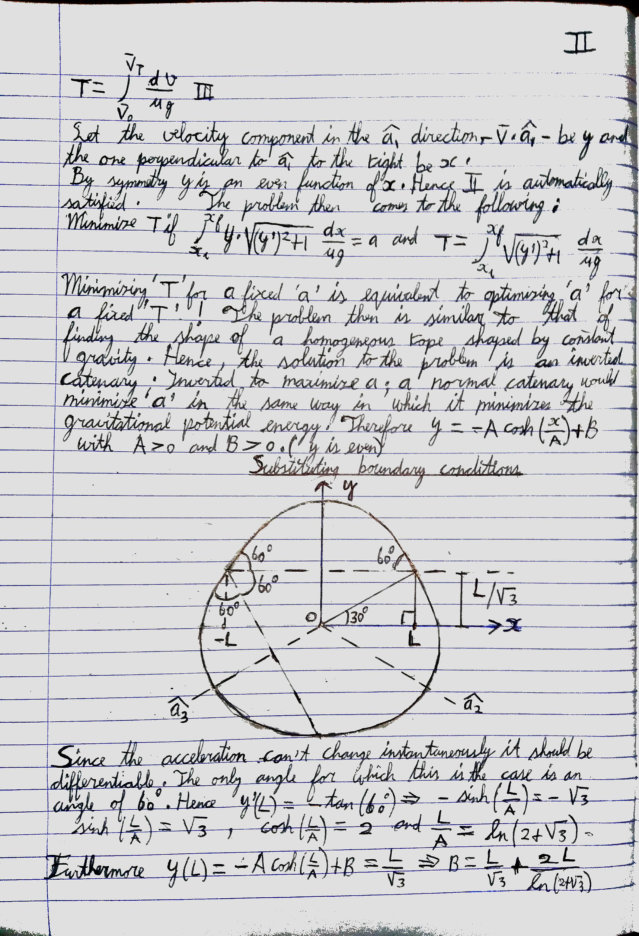 II
T = ∫_{V̄₀}^{V̄_T} dv/μg III
Let the velocity component in the â₁ direction, - V̄·â₁ - be y and
the one perpendicular to â₁ to the right be x.
By symmetry y is an even function of x. Hence II is automatically
satisfied. The problem then comes to the following:
Minimize T if ∫_{x_i}^{x_f} y·√((y')²+1) dx/μg = a and T = ∫_{x_i}^{x_f} √((y')²+1) dx/μg
Minimizing 'T' for a fixed 'a' is equivalent to optimizing 'a' for
a fixed 'T'! The problem then is similar to that of
finding the shape of a homogeneous rope shaped by constant
gravity. Hence, the solution to the problem is an inverted
catenary. Inverted, to maximize a; a normal catenary would
minimize 'a' in the same way in which it minimizes the
gravitational potential energy. Therefore y = -A cosh(x/A)+B
with A>0 and B>0. (y is even)
Substituting boundary conditions
y
60° 60°
60° L/√3
60° O 30° x
-L L
â₃ â₂
Since the acceleration can't change instantaneously it should be
differentiable. The only angle for which this is the case is an
angle of 60°. Hence y'(L) = -tan(60°) ⇒ - sinh(L/A) = -√3
sinh(L/A) = √3, cosh(L/A) = 2 and L/A = ln(2+√3).
Furthermore y(L) = -A cosh(L/A)+B = L/√3 ⇒ B = L/√3 + 2L/ln(2+√3)